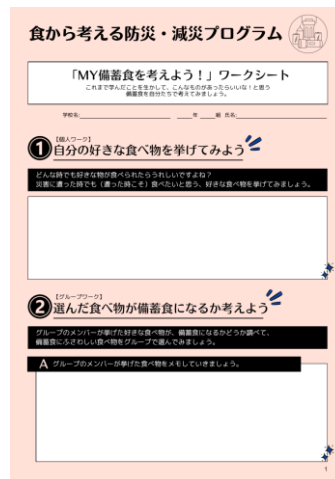 食から考える防災・減災プログラム
「MY備蓄食を考えよう！」ワークシート
これまで学んだことを生かして、こんなものがあったらいいな！と思う
備蓄食を自分たちで考えてみましょう。
学校名: 年 組 氏名:
1
【個人ワーク】
自分の好きな食べ物を挙げてみよう
どんな時でも好きな物が食べられたらうれしいですよね？
災害に遭った時でも（遭った時こそ）食べたいと思う、好きな食べ物を挙げてみましょう。
2
【グループワーク】
選んだ食べ物が備蓄食になるか考えよう
グループのメンバーが挙げた好きな食べ物が、備蓄食になるかどうか調べて、
備蓄食にふさわしい食べ物をグループで選んでみましょう。
A グループのメンバーが挙げた食べ物をメモしていきましょう。
1